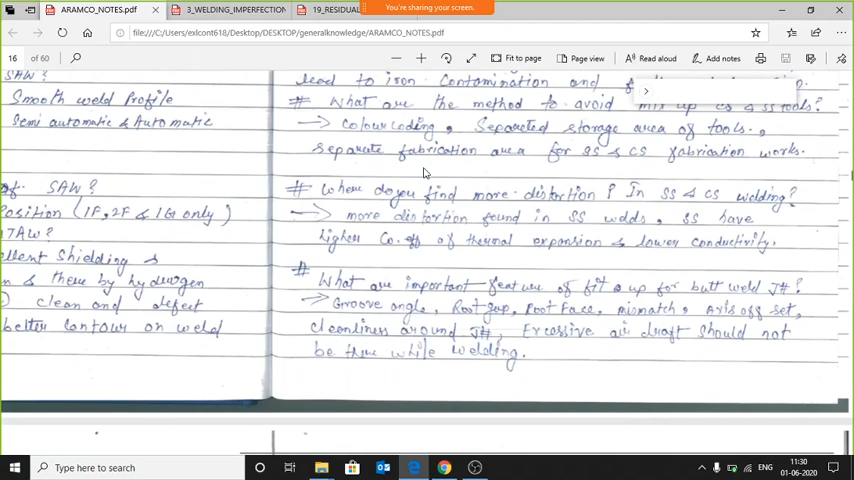 You're sharing your screen.
ARAMCO_NOTES.pdf
3_WELDING_IMPERFECTION
19_RESIDUAL
file:///C:/Users/exlcont618/Desktop/DESKTOP/generalknowledge/ARAMCO_NOTES.pdf
16 of 60
Fit to page
Page view
Read aloud
Add notes
SAW?
Smooth weld Profile
Semi automatic & Automatic
of SAW?
Position (1F, 2F & 1G only)
TAW?
ellent Shielding &
n & there by hydrogen
clean and defect
better contour on weld
lead to iron Contamination and
# What are the method to avoid mix up CS & SS tools?
→ Colourcoding, Separated storage area of tools.,
separate fabrication area for SS & CS fabrication works.
# Where do you find more distortion? In SS & CS welding?
→ more distortion found in SS welds, SS have
higher Co.eff of thermal expansion & lower conductivity.
# What are important feature of fit up for butt weld J#?
→ Groove angle, Root gap, Root Face, mismatch, Axis off set,
cleanliness around J#, Excessive air draft should not
be there while welding.
Type here to search
ENG
11:30
01-06-2020